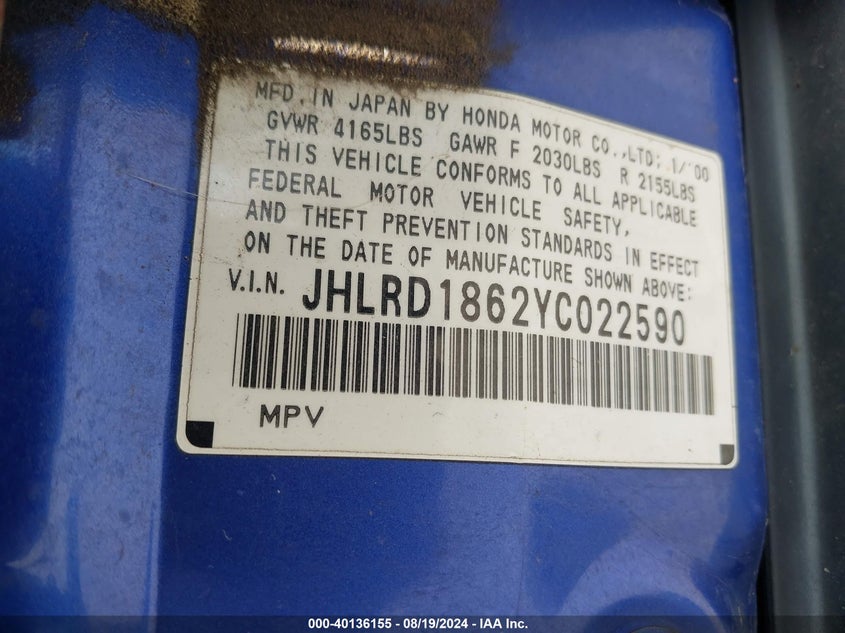 MFD. IN JAPAN BY HONDA MOTOR CO.,LTD; 1/'00
GVWR 4165LBS GAWR F 2030LBS R 2155LBS
THIS VEHICLE CONFORMS TO ALL APPLICABLE
FEDERAL MOTOR VEHICLE SAFETY,
AND THEFT PREVENTION STANDARDS IN EFFECT
ON THE DATE OF MANUFACTURE SHOWN ABOVE:
V.I.N. JHLRD1862YC022590
MPV
000-40136155 - 08/19/2024 - IAA Inc.